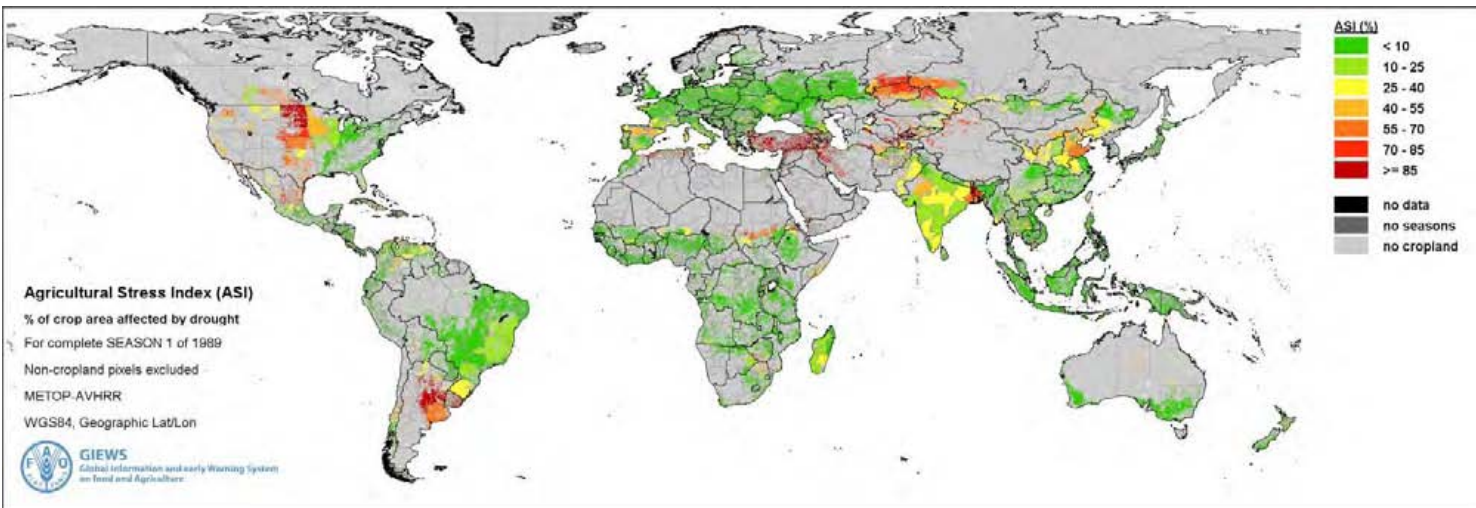 ASI (%)
< 10
10 - 25
25 - 40
40 - 55
55 - 70
70 - 85
>= 85
no data
no seasons
no cropland
Agricultural Stress Index (ASI)
% of crop area affected by drought
For complete SEASON 1 of 1989
Non-cropland pixels excluded
METOP-AVHRR
WGS84, Geographic Lat/Lon
FAO
GIEWS
Global Information and early Warning System
on food and Agriculture